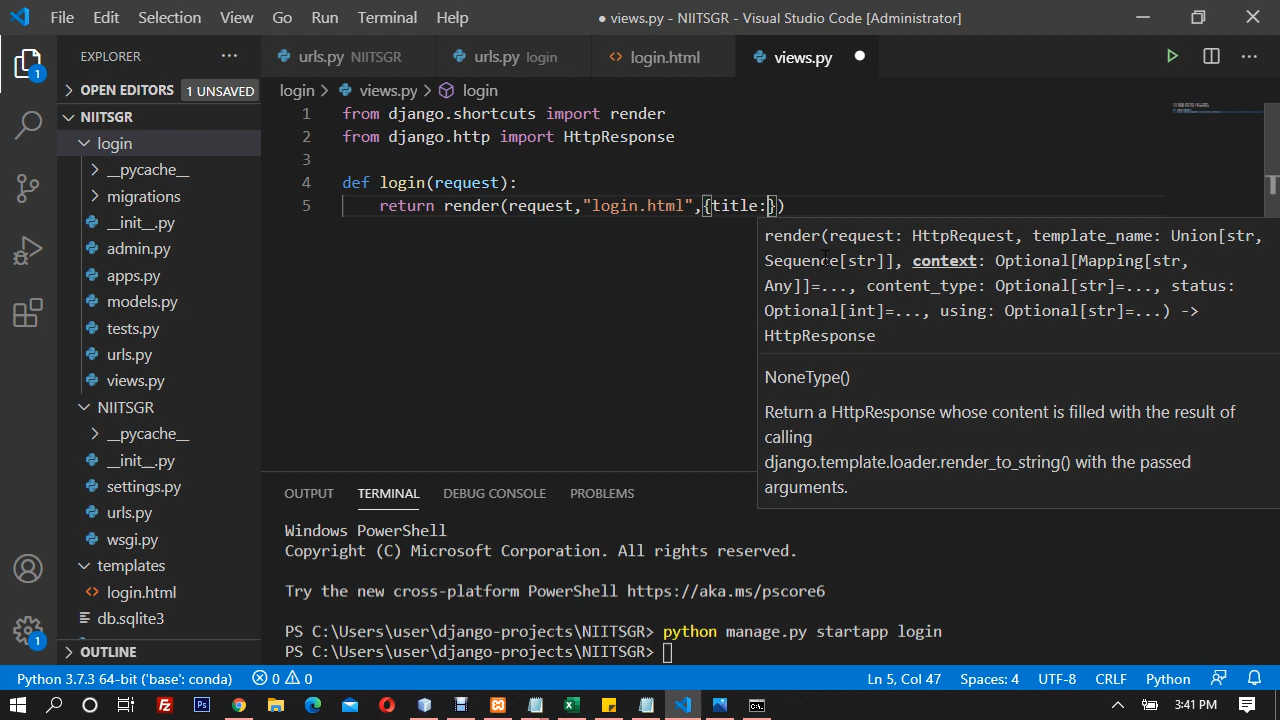 File Edit Selection View Go Run Terminal Help
● views.py - NIITSGR - Visual Studio Code [Administrator]
EXPLORER ...
OPEN EDITORS 1 UNSAVED
NIITSGR
login
__pycache__
migrations
__init__.py
admin.py
apps.py
models.py
tests.py
urls.py
views.py
NIITSGR
__pycache__
__init__.py
settings.py
urls.py
wsgi.py
templates
<> login.html
db.sqlite3
OUTLINE
urls.py NIITSGR
urls.py login
<> login.html
views.py ●
login > views.py > login
1 from django.shortcuts import render
2 from django.http import HttpResponse
3
4 def login(request):
5 return render(request,"login.html",{title:})
render(request: HttpRequest, template_name: Union[str,
Sequence[str]], context: Optional[Mapping[str,
Any]]=..., content_type: Optional[str]=..., status:
Optional[int]=..., using: Optional[str]=...) ->
HttpResponse
NoneType()
Return a HttpResponse whose content is filled with the result of
calling
django.template.loader.render_to_string() with the passed
arguments.
OUTPUT TERMINAL DEBUG CONSOLE PROBLEMS
Windows PowerShell
Copyright (C) Microsoft Corporation. All rights reserved.
Try the new cross-platform PowerShell https://aka.ms/pscore6
PS C:\Users\user\django-projects\NIITSGR> python manage.py startapp login
PS C:\Users\user\django-projects\NIITSGR>
1
1
Python 3.7.3 64-bit ('base': conda) 0 0 Ln 5, Col 47 Spaces: 4 UTF-8 CRLF Python
Ps
3:41 PM